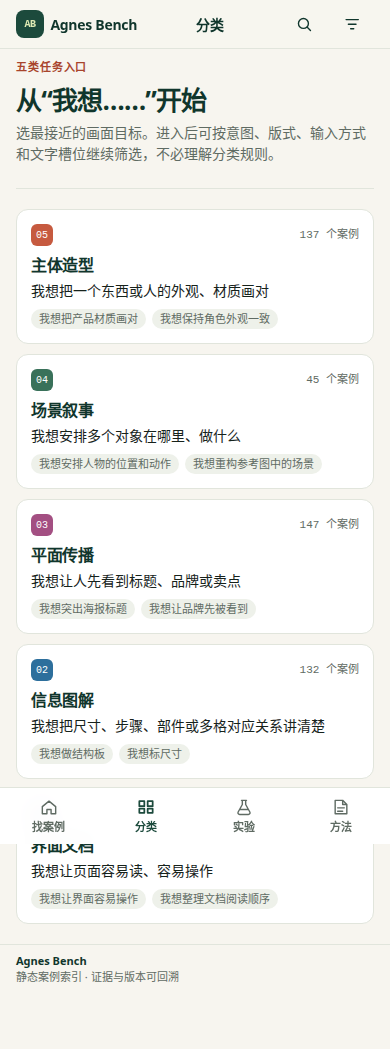 AB
Agnes Bench
分类
五类任务入口
从“我想……”开始
选最接近的画面目标。进入后可按意图、版式、输入方式
和文字槽位继续筛选，不必理解分类规则。
05
137 个案例
主体造型
我想把一个东西或人的外观、材质画对
我想把产品材质画对
我想保持角色外观一致
04
45 个案例
场景叙事
我想安排多个对象在哪里、做什么
我想安排人物的位置和动作
我想重构参考图中的场景
03
147 个案例
平面传播
我想让人先看到标题、品牌或卖点
我想突出海报标题
我想让品牌先被看到
02
132 个案例
信息图解
我想把尺寸、步骤、部件或多格对应关系讲清楚
我想做结构板
我想标尺寸
找案例
分类
实验
方法
界面文档
我想让页面容易读、容易操作
我想让界面容易操作
我想整理文档阅读顺序
Agnes Bench
静态案例索引 · 证据与版本可回溯